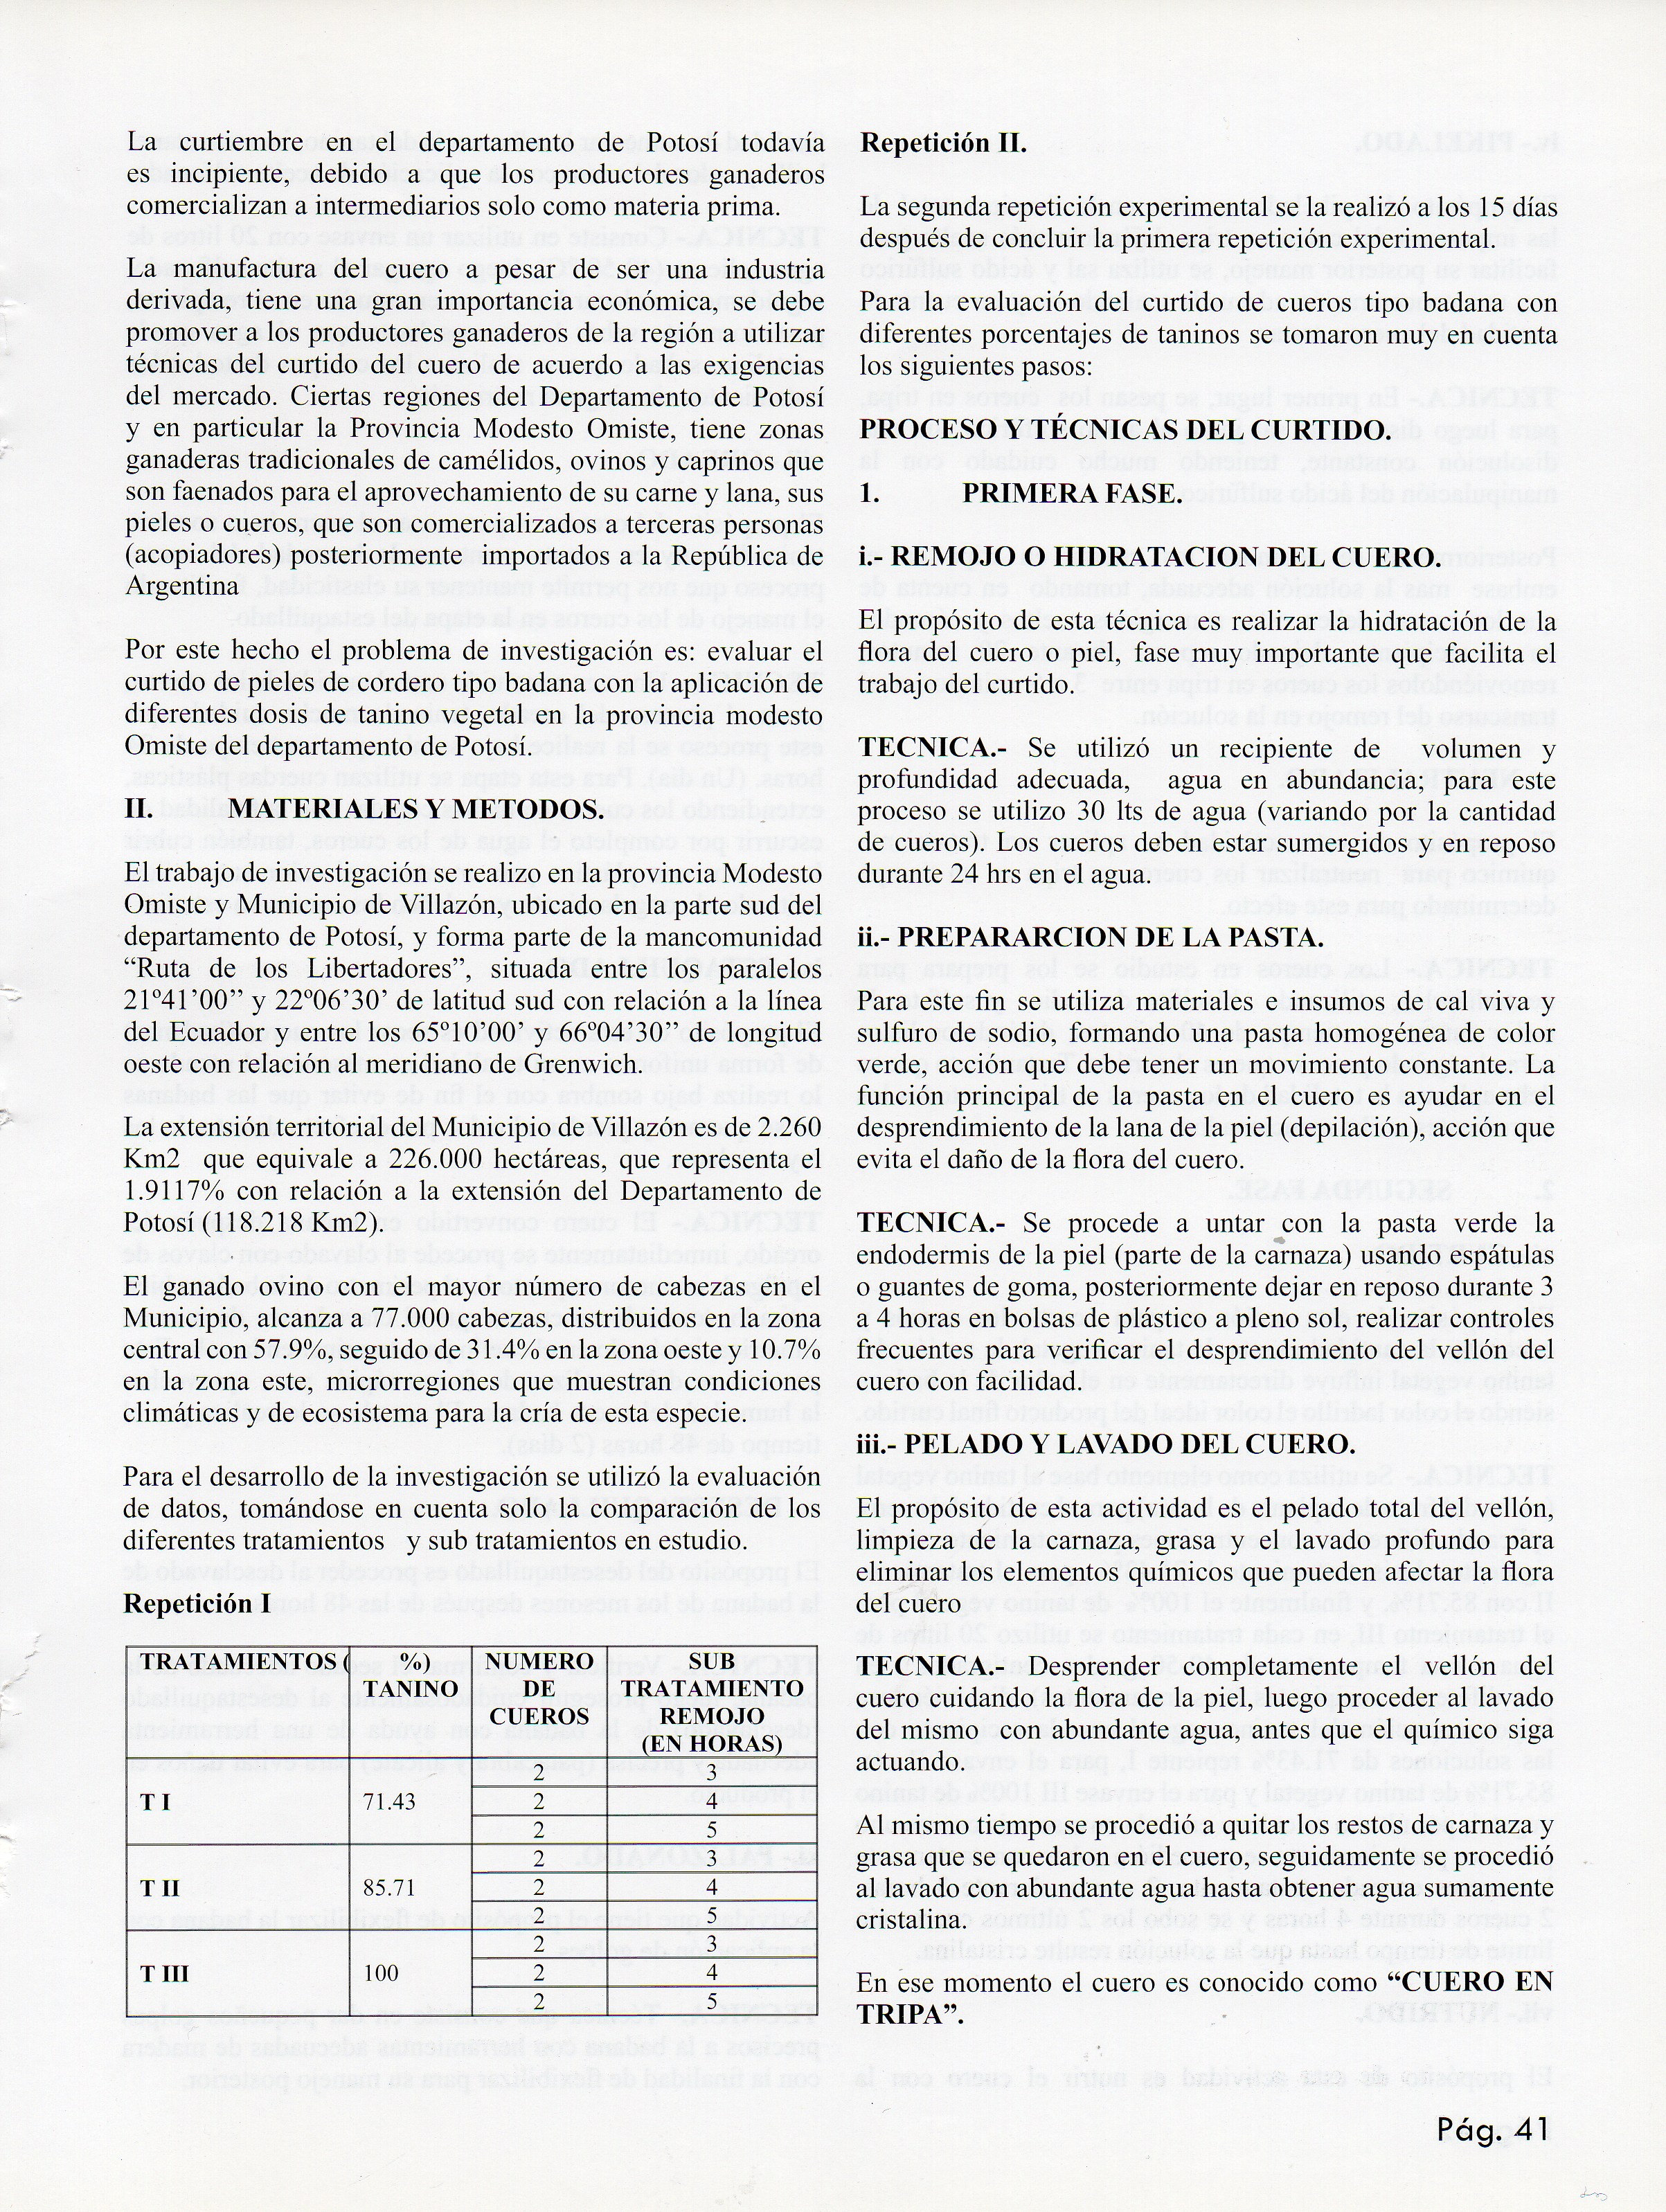 La curtiembre en el departamento de Potosí todavía
es incipiente, debido a que los productores ganaderos
comercializan a intermediarios solo como materia prima.
La manufactura del cuero a pesar de ser una industria
derivada, tiene una gran importancia económica, se debe
promover a los productores ganaderos de la región a utilizar
técnicas del curtido del cuero de acuerdo a las exigencias
del mercado. Ciertas regiones del Departamento de Potosí
y en particular la Provincia Modesto Omiste, tiene zonas
ganaderas tradicionales de camélidos, ovinos y caprinos que
son faenados para el aprovechamiento de su carne y lana, sus
pieles o cueros, que son comercializados a terceras personas
(acopiadores) posteriormente importados a la República de
Argentina
Por este hecho el problema de investigación es: evaluar el
curtido de pieles de cordero tipo badana con la aplicación de
diferentes dosis de tanino vegetal en la provincia modesto
Omiste del departamento de Potosí.
II. MATERIALES Y METODOS.
El trabajo de investigación se realizo en la provincia Modesto
Omiste y Municipio de Villazón, ubicado en la parte sud del
departamento de Potosí, y forma parte de la mancomunidad
“Ruta de los Libertadores”, situada entre los paralelos
21º41’00” y 22º06’30’ de latitud sud con relación a la línea
del Ecuador y entre los 65º10’00’ y 66º04’30” de longitud
oeste con relación al meridiano de Grenwich.
La extensión territorial del Municipio de Villazón es de 2.260
Km2 que equivale a 226.000 hectáreas, que representa el
1.9117% con relación a la extensión del Departamento de
Potosí (118.218 Km2).
El ganado ovino con el mayor número de cabezas en el
Municipio, alcanza a 77.000 cabezas, distribuidos en la zona
central con 57.9%, seguido de 31.4% en la zona oeste y 10.7%
en la zona este, microrregiones que muestran condiciones
climáticas y de ecosistema para la cría de esta especie.
Para el desarrollo de la investigación se utilizó la evaluación
de datos, tomándose en cuenta solo la comparación de los
diferentes tratamientos y sub tratamientos en estudio.
Repetición I
TRATAMIENTOS ( %) NUMERO SUB
TANINO DE TRATAMIENTO
CUEROS REMOJO
(EN HORAS)
2 3
T I 71.43 2 4
2 5
2 3
T II 85.71 2 4
2 5
2 3
T III 100 2 4
2 5
Repetición II.
La segunda repetición experimental se la realizó a los 15 días
después de concluir la primera repetición experimental.
Para la evaluación del curtido de cueros tipo badana con
diferentes porcentajes de taninos se tomaron muy en cuenta
los siguientes pasos:
PROCESO Y TÉCNICAS DEL CURTIDO.
1. PRIMERA FASE.
i.- REMOJO O HIDRATACION DEL CUERO.
El propósito de esta técnica es realizar la hidratación de la
flora del cuero o piel, fase muy importante que facilita el
trabajo del curtido.
TECNICA.- Se utilizó un recipiente de volumen y
profundidad adecuada, agua en abundancia; para este
proceso se utilizo 30 lts de agua (variando por la cantidad
de cueros). Los cueros deben estar sumergidos y en reposo
durante 24 hrs en el agua.
ii.- PREPARARCION DE LA PASTA.
Para este fin se utiliza materiales e insumos de cal viva y
sulfuro de sodio, formando una pasta homogénea de color
verde, acción que debe tener un movimiento constante. La
función principal de la pasta en el cuero es ayudar en el
desprendimiento de la lana de la piel (depilación), acción que
evita el daño de la flora del cuero.
TECNICA.- Se procede a untar con la pasta verde la
endodermis de la piel (parte de la carnaza) usando espátulas
o guantes de goma, posteriormente dejar en reposo durante 3
a 4 horas en bolsas de plástico a pleno sol, realizar controles
frecuentes para verificar el desprendimiento del vellón del
cuero con facilidad.
iii.- PELADO Y LAVADO DEL CUERO.
El propósito de esta actividad es el pelado total del vellón,
limpieza de la carnaza, grasa y el lavado profundo para
eliminar los elementos químicos que pueden afectar la flora
del cuero
TECNICA.- Desprender completamente el vellón del
cuero cuidando la flora de la piel, luego proceder al lavado
del mismo con abundante agua, antes que el químico siga
actuando.
Al mismo tiempo se procedió a quitar los restos de carnaza y
grasa que se quedaron en el cuero, seguidamente se procedió
al lavado con abundante agua hasta obtener agua sumamente
cristalina.
En ese momento el cuero es conocido como “CUERO EN
TRIPA”.
Pág. 41